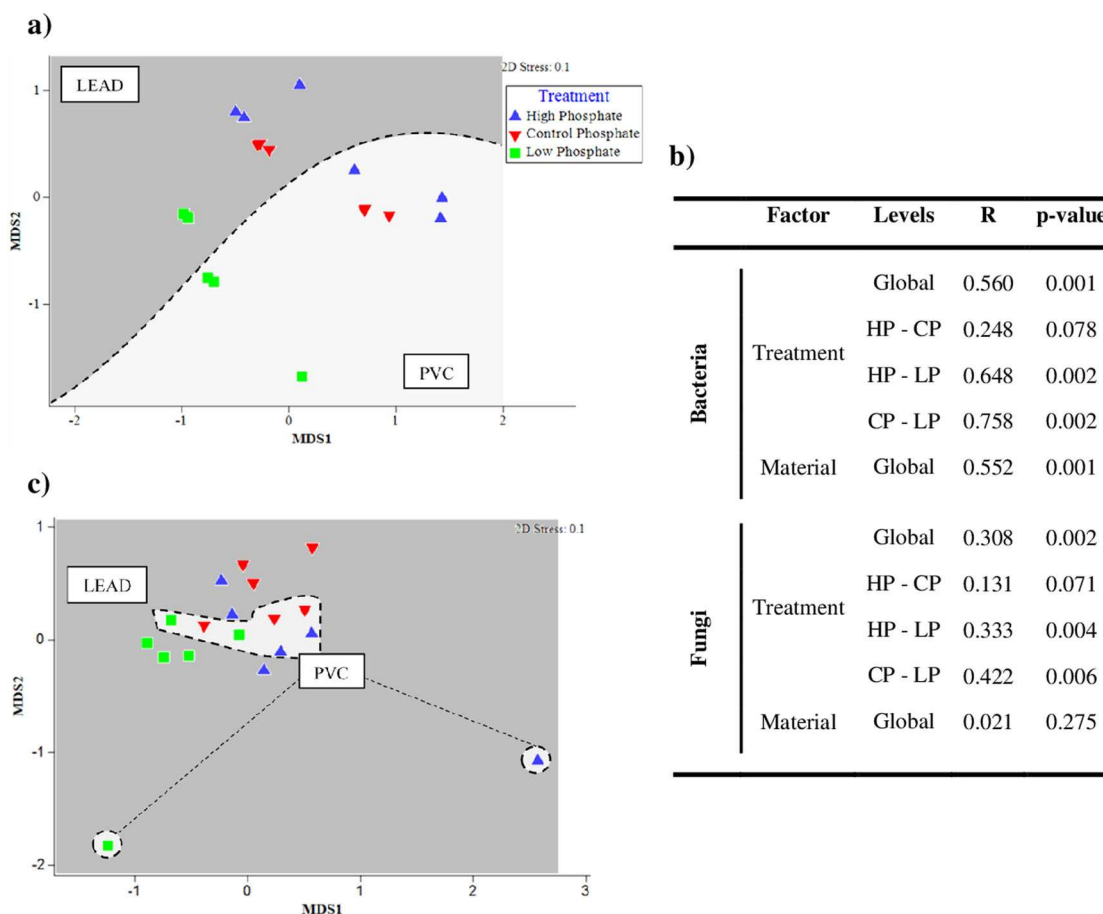 a)
LEAD
2D Stress: 0.1
Treatment
High Phosphate
Control Phosphate
Low Phosphate
1
0
-1
MDS2
PVC
-2 -1 0 1 2
MDS1
b)
Factor Levels R p-value
Bacteria
Treatment
Global 0.560 0.001
HP - CP 0.248 0.078
HP - LP 0.648 0.002
CP - LP 0.758 0.002
Material Global 0.552 0.001
Fungi
Treatment
Global 0.308 0.002
HP - CP 0.131 0.071
HP - LP 0.333 0.004
CP - LP 0.422 0.006
Material Global 0.021 0.275
c)
2D Stress: 0.1
LEAD
PVC
1
0
-1
-2
MDS2
-1 0 1 2 3
MDS1